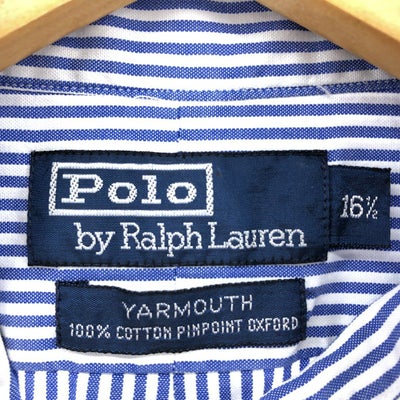 Polo
by Ralph Lauren
16½
YARMOUTH
100% COTTON PINPOINT OXFORD